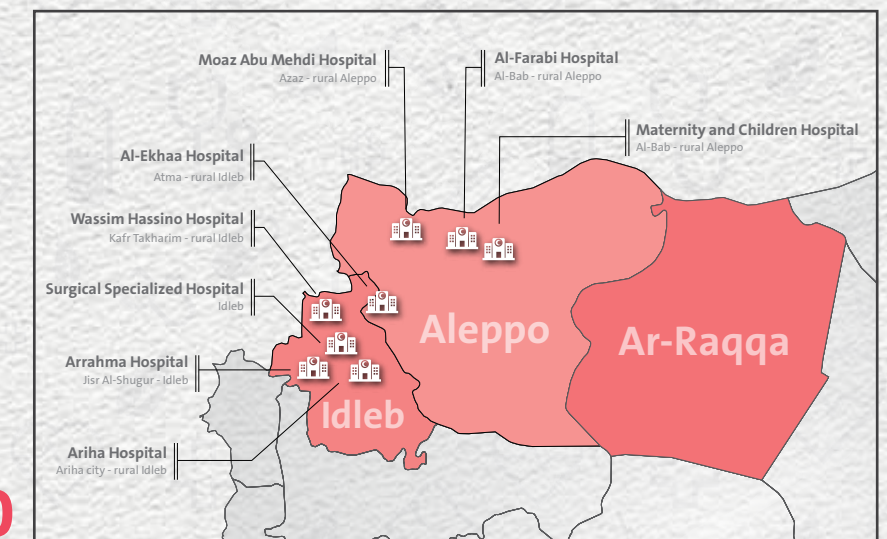 Moaz Abu Mehdi Hospital
Azaz - rural Aleppo
Al-Farabi Hospital
Al-Bab - rural Aleppo
Maternity and Children Hospital
Al-Bab - rural Aleppo
Al-Ekhaa Hospital
Atma - rural Idleb
Wassim Hassino Hospital
Kafr Takharim - rural Idleb
Surgical Specialized Hospital
Idleb
Arrahma Hospital
Jisr Al-Shugur - Idleb
Ariha Hospital
Ariha city - rural Idleb
Aleppo
Ar-Raqqa
Idleb